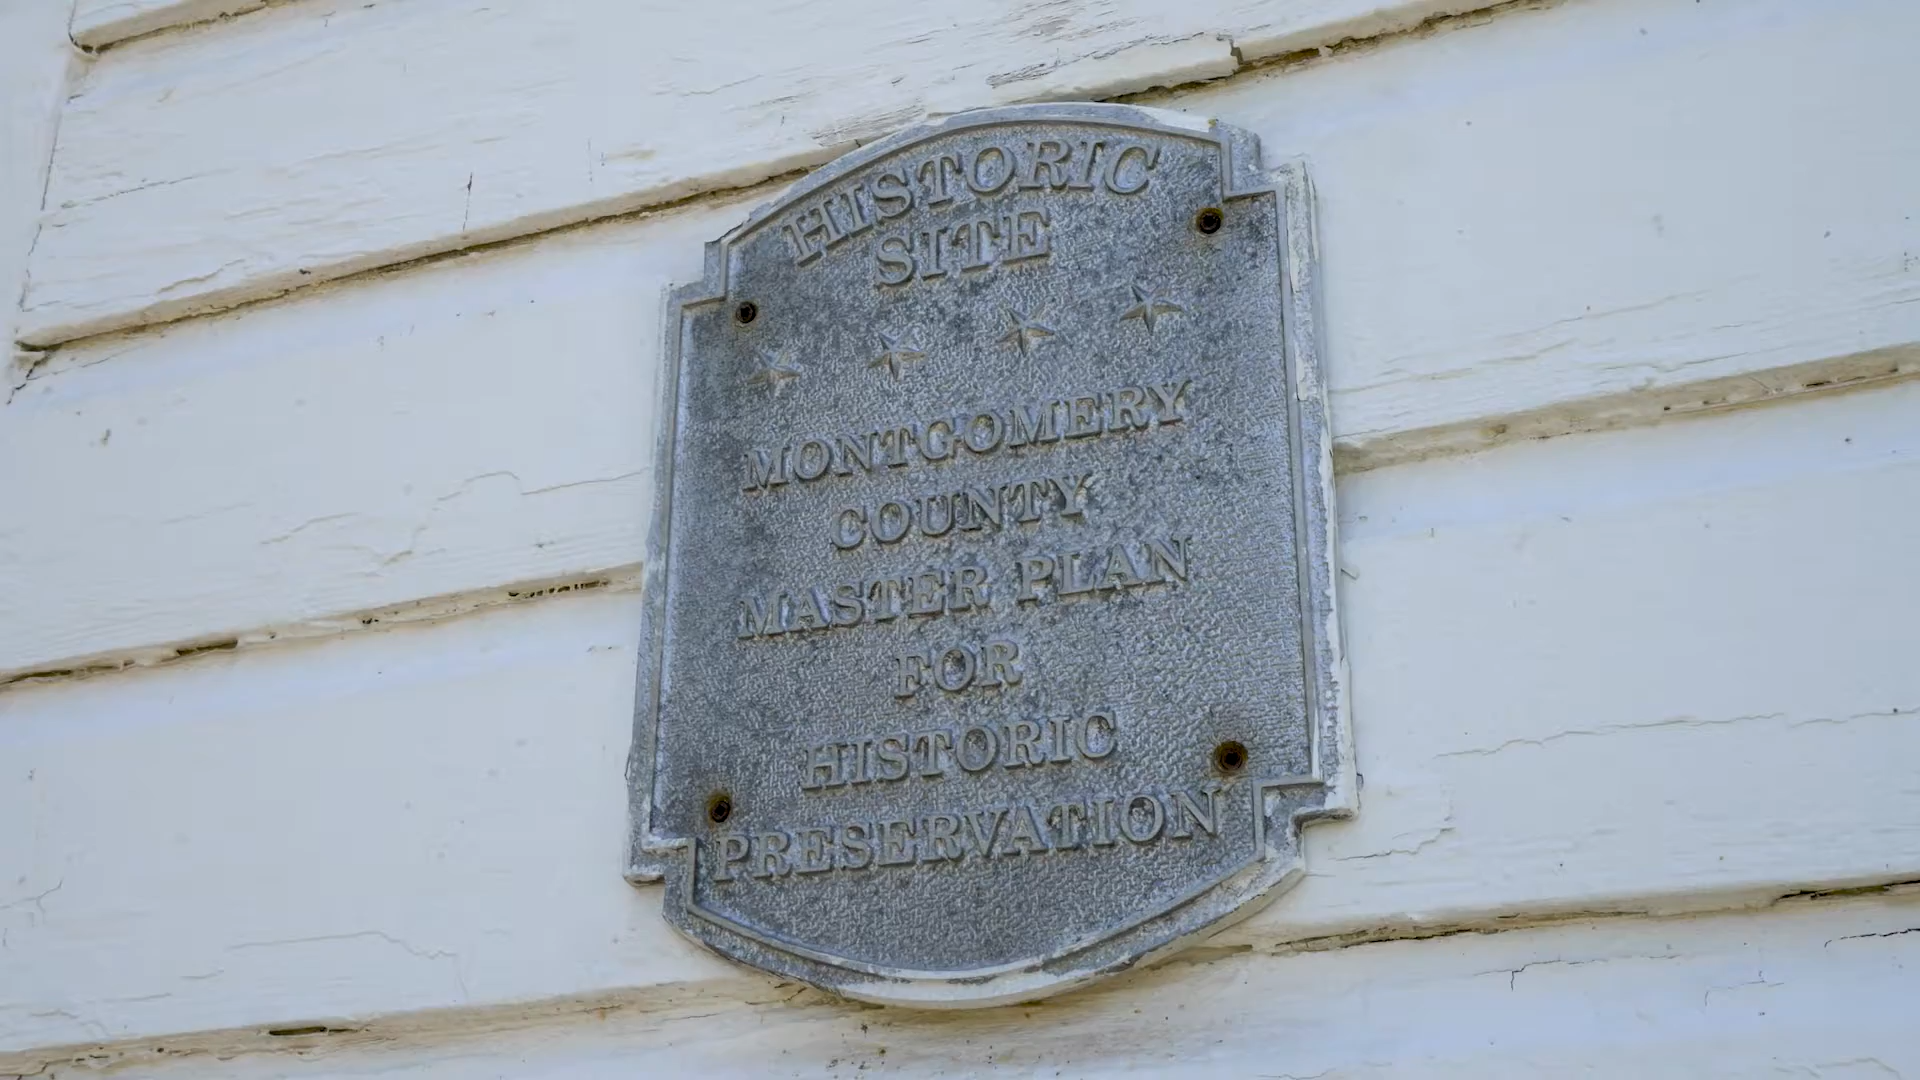 HISTORIC
SITE
MONTGOMERY
COUNTY
MASTER PLAN
FOR
HISTORIC
PRESERVATION